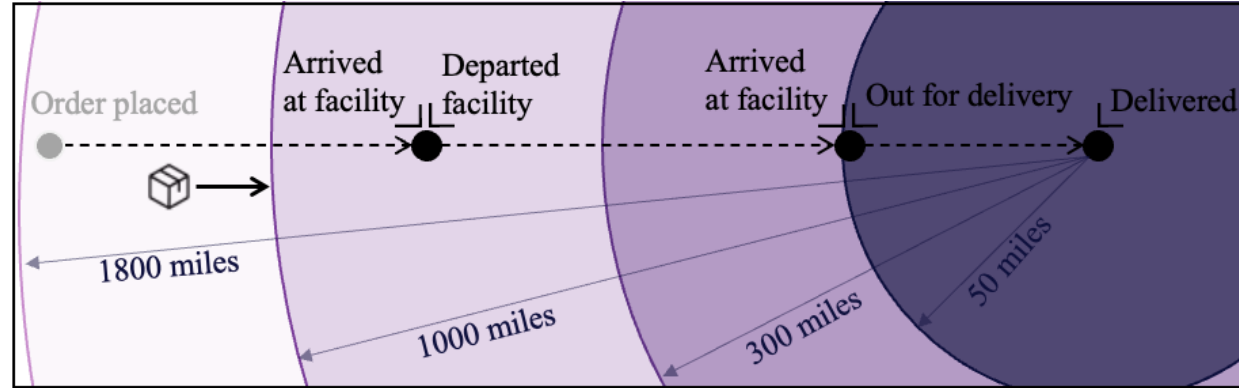 Order placed
Arrived
at facility
Departed
facility
Arrived
at facility
Out for delivery
Delivered
1800 miles
1000 miles
300 miles
50 miles